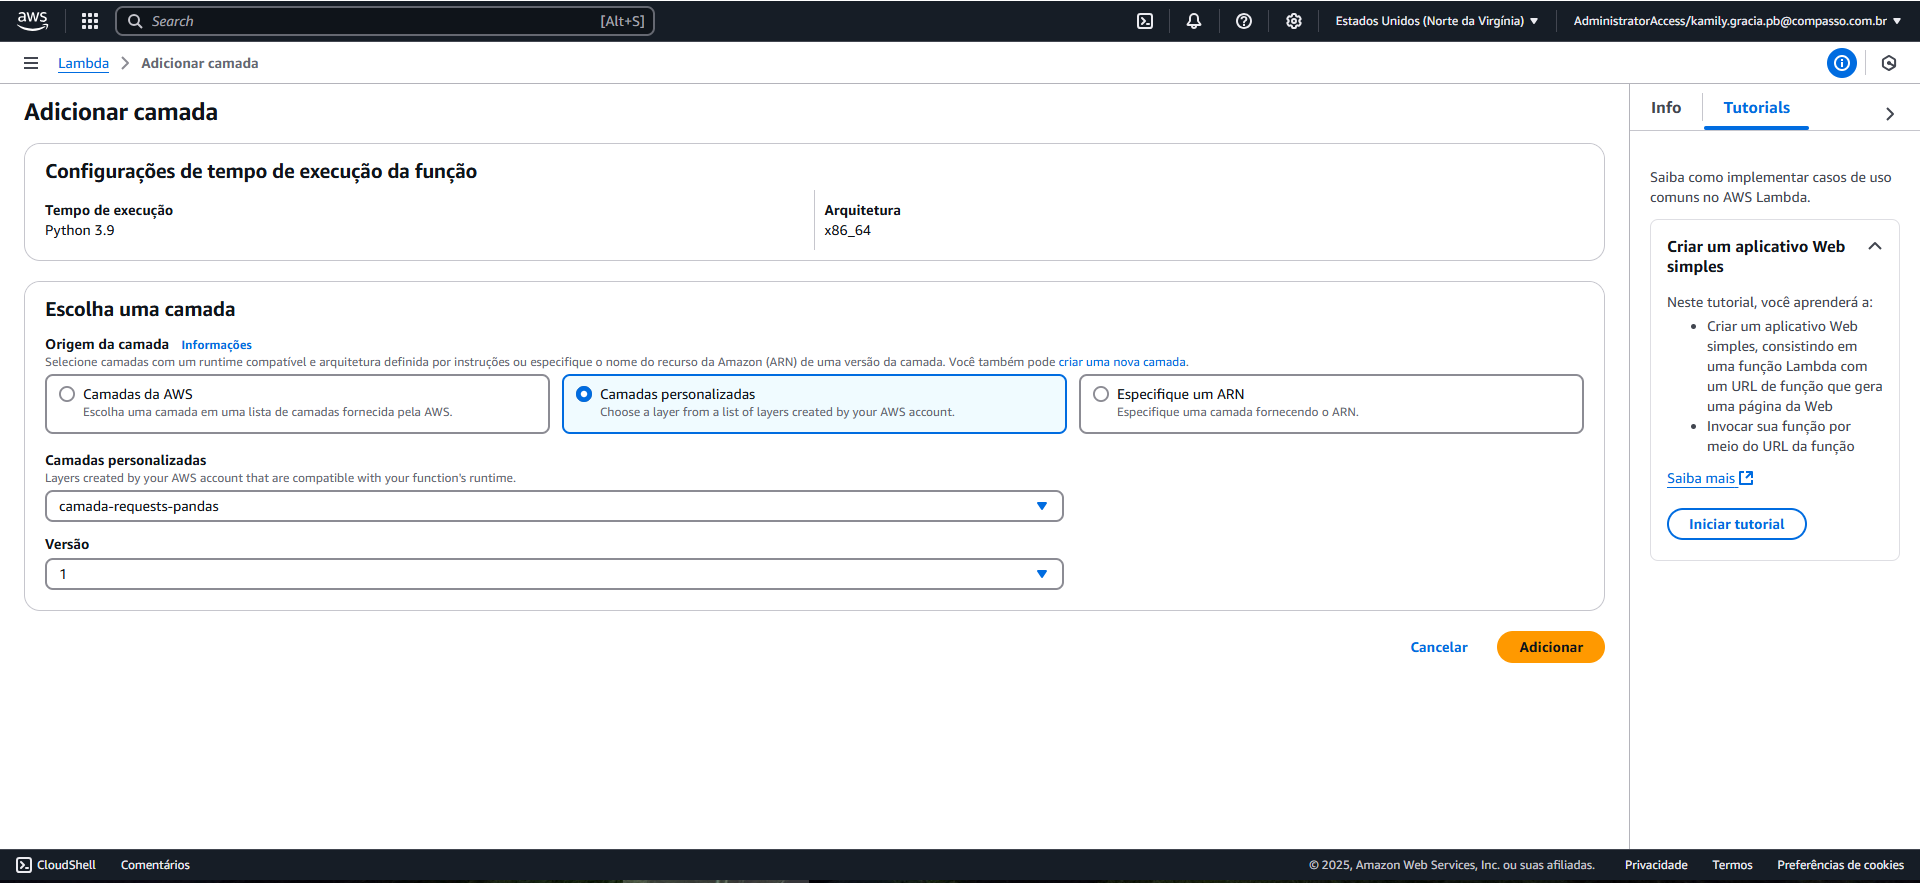 aws
Search
[Alt+S]
Estados Unidos (Norte da Virgínia)
AdministratorAccess/kamily.gracia.pb@compasso.com.br
Lambda
Adicionar camada
Adicionar camada
Configurações de tempo de execução da função
Tempo de execução
Python 3.9
Arquitetura
x86_64
Escolha uma camada
Origem da camada Informações
Selecione camadas com um runtime compatível e arquitetura definida por instruções ou especifique o nome do recurso da Amazon (ARN) de uma versão da camada. Você também pode criar uma nova camada.
Camadas da AWS
Escolha uma camada em uma lista de camadas fornecida pela AWS.
Camadas personalizadas
Choose a layer from a list of layers created by your AWS account.
Especifique um ARN
Especifique uma camada fornecendo o ARN.
Camadas personalizadas
Layers created by your AWS account that are compatible with your function's runtime.
camada-requests-pandas
Versão
1
Cancelar
Adicionar
Info
Tutorials
Saiba como implementar casos de uso
comuns no AWS Lambda.
Criar um aplicativo Web
simples
Neste tutorial, você aprenderá a:
• Criar um aplicativo Web
simples, consistindo em
uma função Lambda com
um URL de função que gera
uma página da Web
• Invocar sua função por
meio do URL da função
Saiba mais
Iniciar tutorial
CloudShell
Comentários
© 2025, Amazon Web Services, Inc. ou suas afiliadas.
Privacidade
Termos
Preferências de cookies